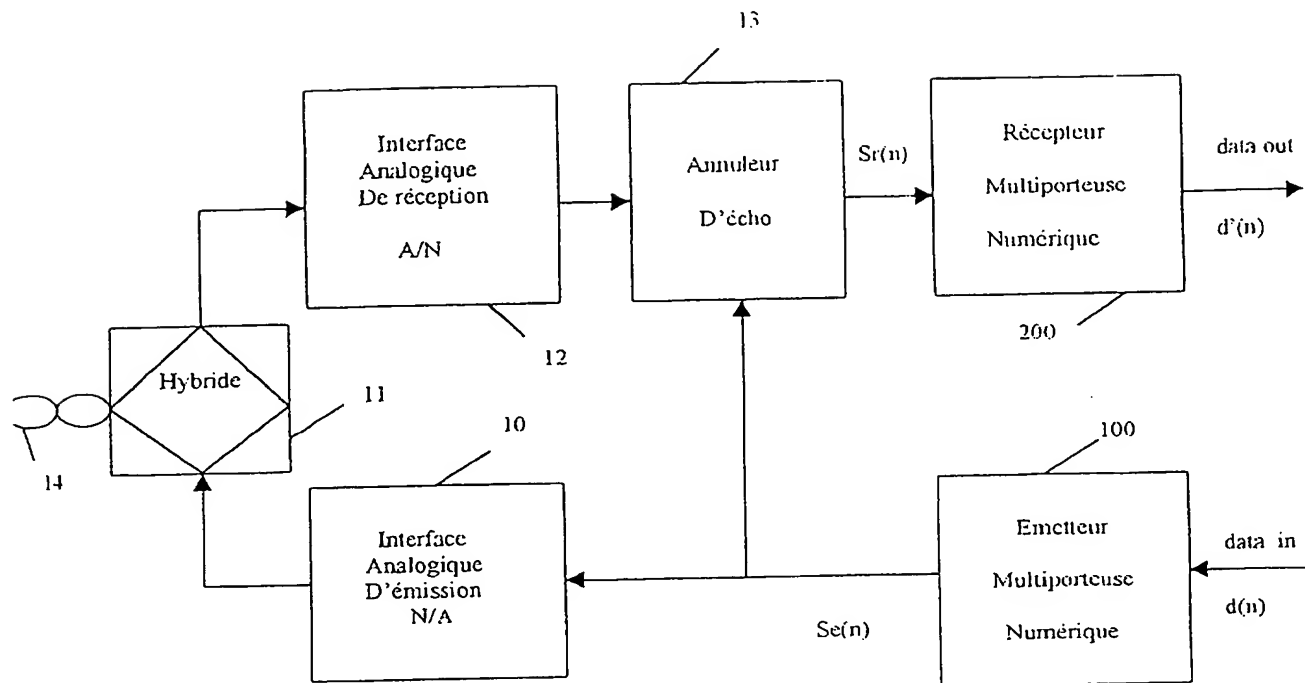 13
Interface
Analogique
De réception
A/N
Annuleur
D'écho
Sr(n)
Récepteur
Multiporteuse
Numérique
data out
d'(n)
12
200
Hybride
11
14
10
100
Interface
Analogique
D'émission
N/A
Se(n)
Emetteur
Multiporteuse
Numérique
data in
d(n)